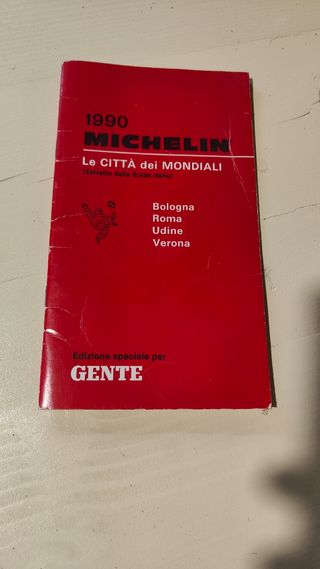 1990
MICHELIN
Le CITTÀ dei MONDIALI
(Estratto dalla Guida Italia)
Bologna
Roma
Udine
Verona
Edizione speciale per
GENTE